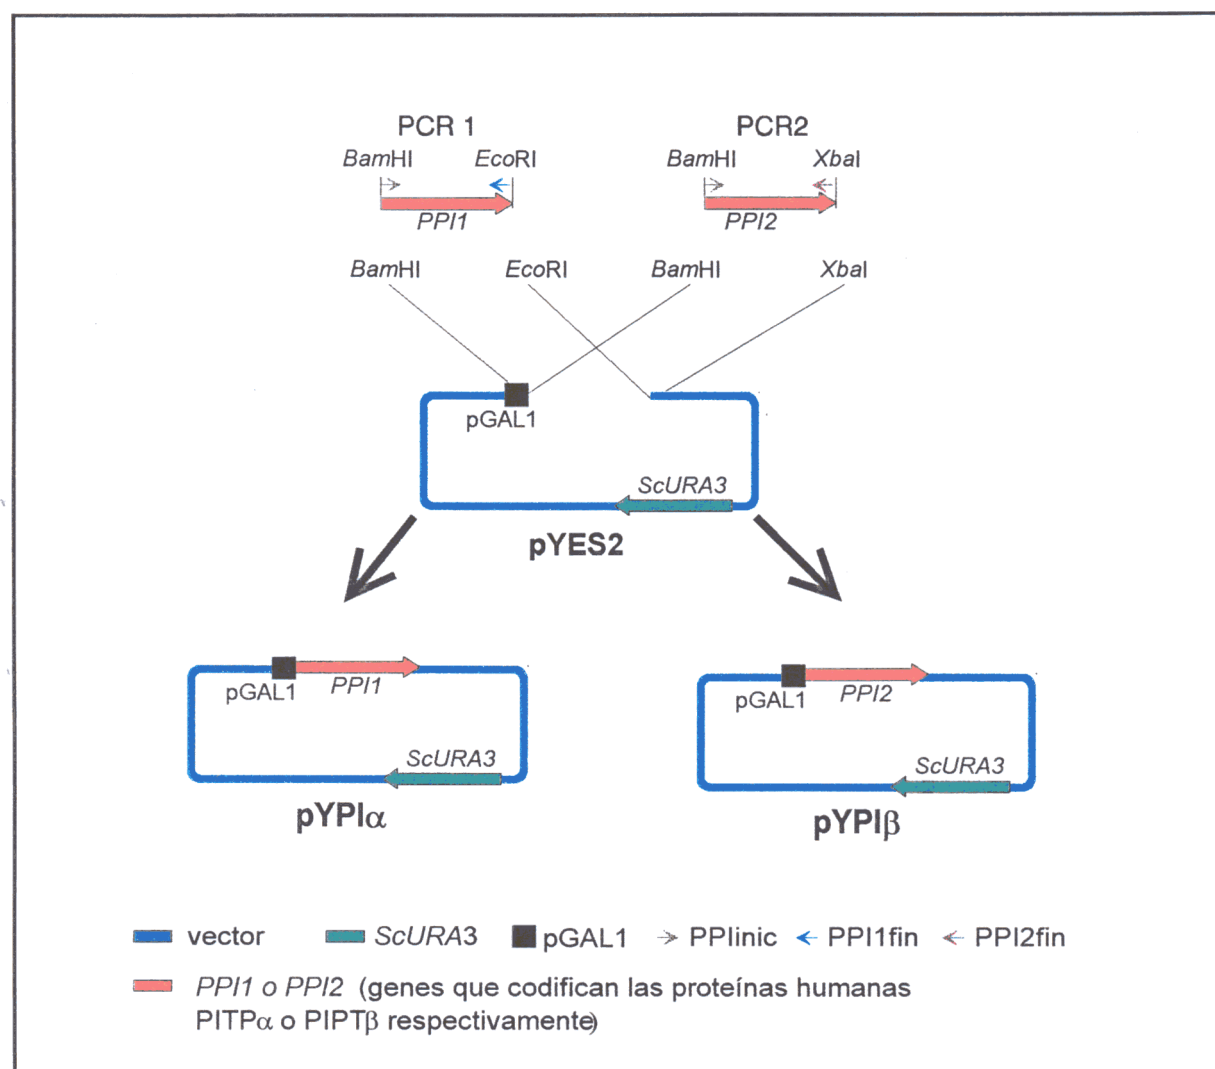 PCR 1 PCR2
BamHI EcoRI BamHI XbaI
PPI1 PPI2
BamHI EcoRI BamHI XbaI
pGAL1
ScURA3
pYES2
pGAL1 PPI1
ScURA3
pYPIα
pGAL1 PPI2
ScURA3
pYPIβ
vector ScURA3 pGAL1 PPIinic PPI1fin PPI2fin
PPI1 o PPI2 (genes que codifican las proteínas humanas
PITPα o PIPTβ respectivamente)